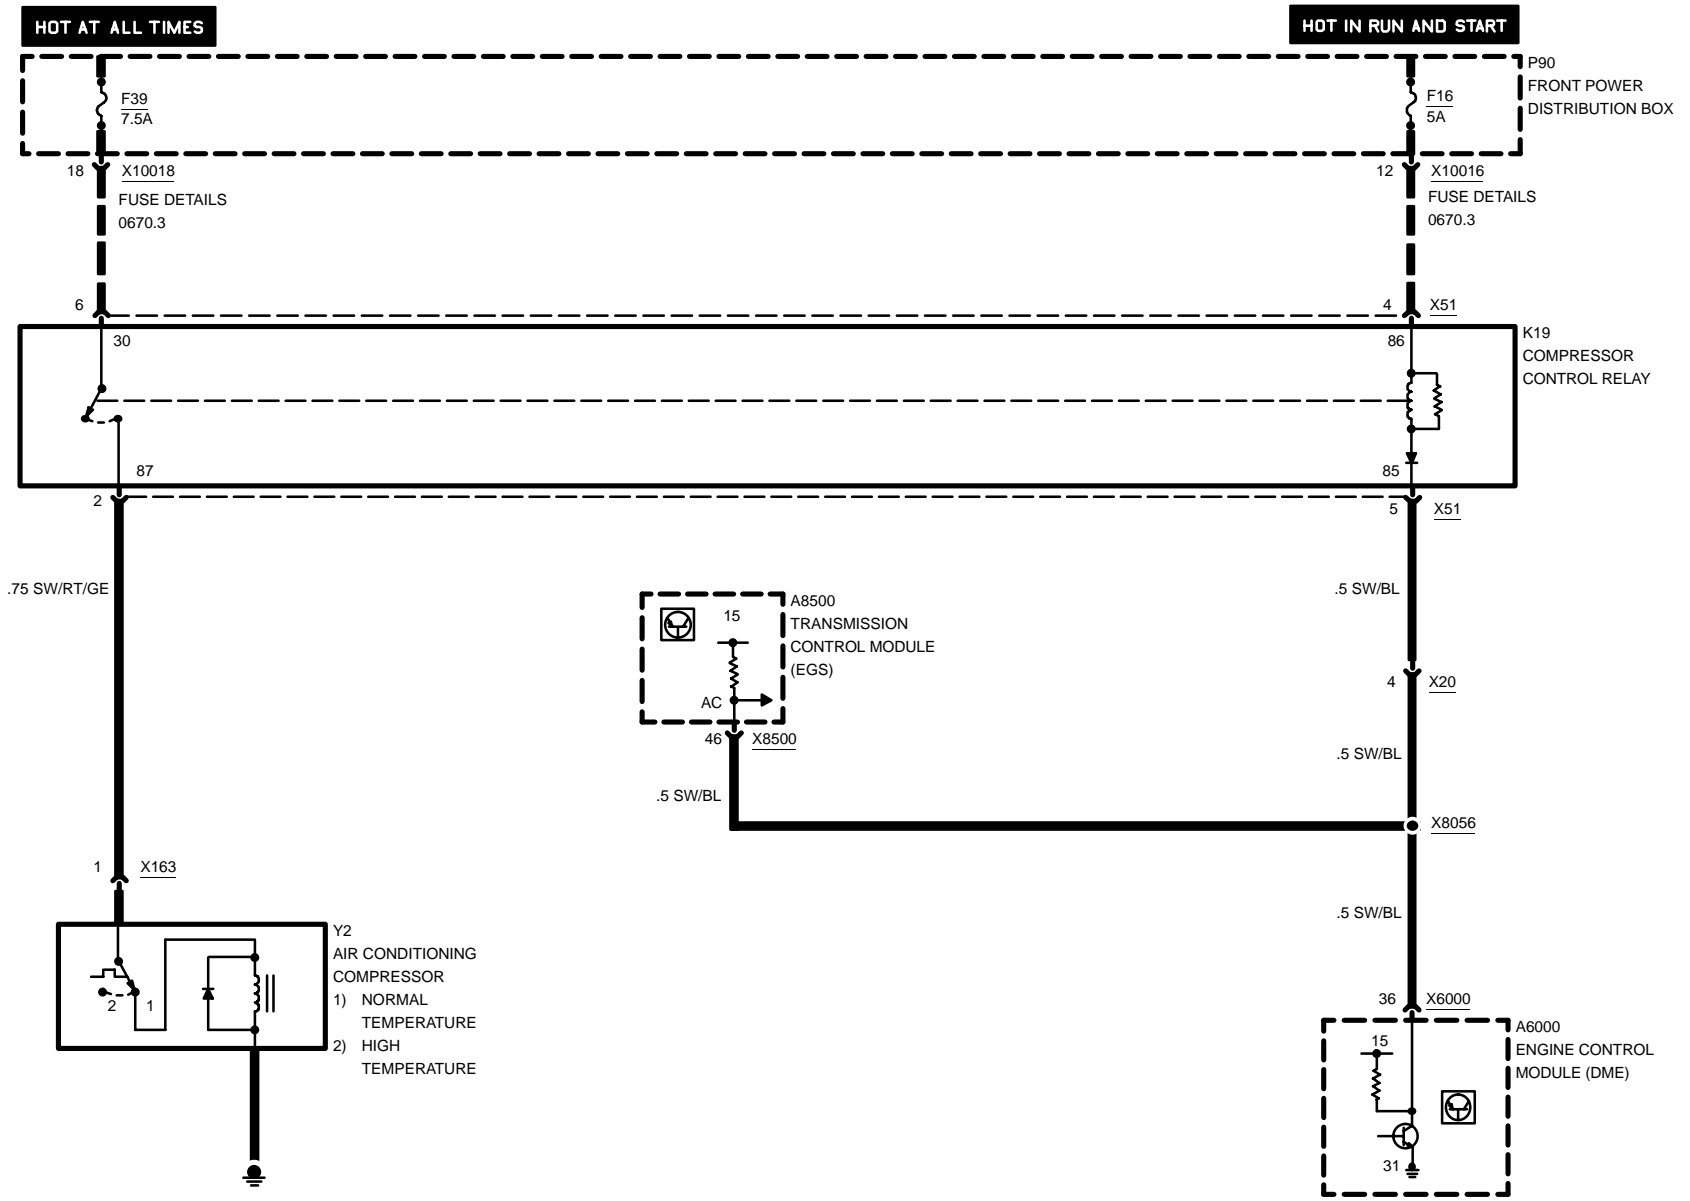 HOT AT ALL TIMES
HOT IN RUN AND START
P90
FRONT POWER
DISTRIBUTION BOX
F39
7.5A
F16
5A
18
X10018
FUSE DETAILS
0670.3
12
X10016
FUSE DETAILS
0670.3
6
4
X51
30
86
K19
COMPRESSOR
CONTROL RELAY
87
85
2
5
X51
.75 SW/RT/GE
.5 SW/BL
15
A8500
TRANSMISSION
CONTROL MODULE
(EGS)
AC
4
X20
46
X8500
.5 SW/BL
.5 SW/BL
X8056
1
X163
.5 SW/BL
Y2
AIR CONDITIONING
COMPRESSOR
1) NORMAL
TEMPERATURE
2) HIGH
TEMPERATURE
2
1
36
X6000
A6000
ENGINE CONTROL
MODULE (DME)
15
31